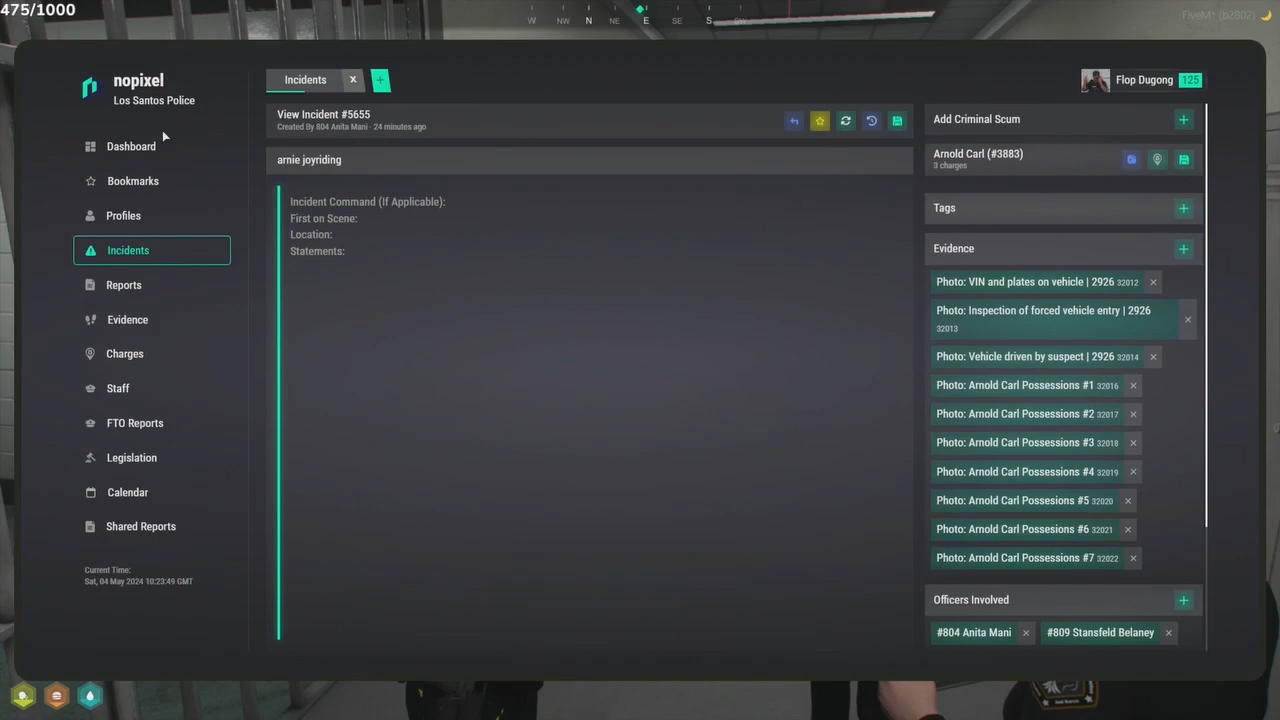 475/1000
W NW N NE E SE S SW
FiveM* (b2802)
nopixel
Los Santos Police
Dashboard
Bookmarks
Profiles
Incidents
Reports
Evidence
Charges
Staff
FTO Reports
Legislation
Calendar
Shared Reports
Current Time:
Sat, 04 May 2024 10:23:49 GMT
Incidents
Flop Dugong 125
View Incident #5655
Created By 804 Anita Mani · 24 minutes ago
arnie joyriding
Incident Command (If Applicable):
First on Scene:
Location:
Statements:
Add Criminal Scum
Arnold Carl (#3883)
3 charges
Tags
Evidence
Photo: VIN and plates on vehicle | 2926 32012
Photo: Inspection of forced vehicle entry | 2926
32013
Photo: Vehicle driven by suspect | 2926 32014
Photo: Arnold Carl Possessions #1 32016
Photo: Arnold Carl Possessions #2 32017
Photo: Arnold Carl Possessions #3 32018
Photo: Arnold Carl Possessions #4 32019
Photo: Arnold Carl Possesions #5 32020
Photo: Arnold Carl Possesions #6 32021
Photo: Arnold Carl Possessions #7 32022
Officers Involved
#804 Anita Mani
#809 Stansfeld Belaney